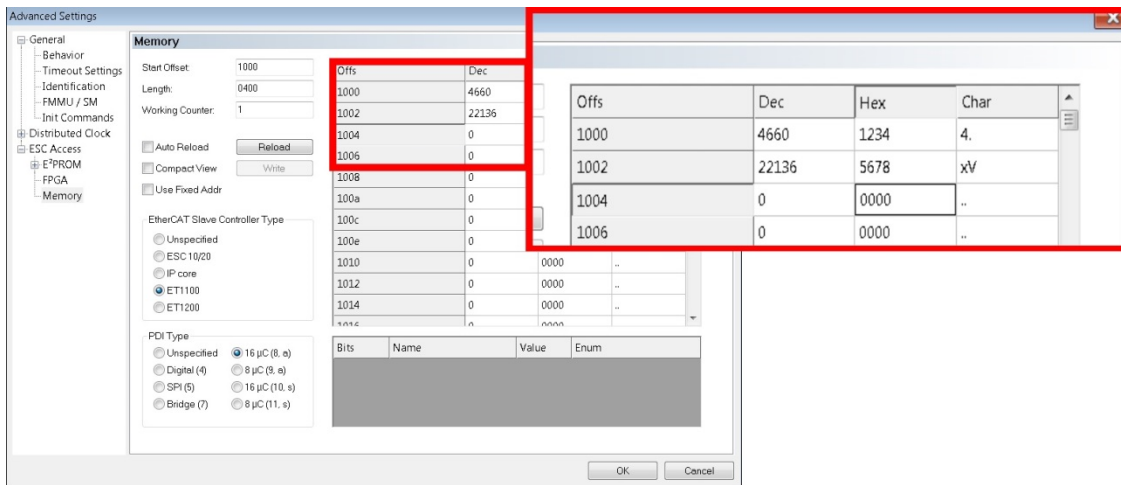 Advanced Settings
General
Behavior
Timeout Settings
Identification
FMMU / SM
Init Commands
Distributed Clock
ESC Access
E²PROM
FPGA
Memory
Memory
Start Offset: 1000
Length: 0400
Working Counter: 1
Auto Reload Reload
Compact View Write
Use Fixed Addr
EtherCAT Slave Controller Type
Unspecified
ESC 10/20
IP core
ET1100
ET1200
PDI Type
Unspecified 16 µC (8, a)
Digital (4) 8 µC (9, a)
SPI (5) 16 µC (10, s)
Bridge (7) 8 µC (11, s)
Offs Dec
1000 4660
1002 22136
1004 0
1006 0
1008 0
100a 0
100c 0
100e 0
1010 0 0000 ..
1012 0 0000 ..
1014 0 0000 ..
1016 0 0000 ..
Bits Name Value Enum
OK Cancel
Offs Dec Hex Char
1000 4660 1234 4.
1002 22136 5678 xV
1004 0 0000 ..
1006 0 0000 ..